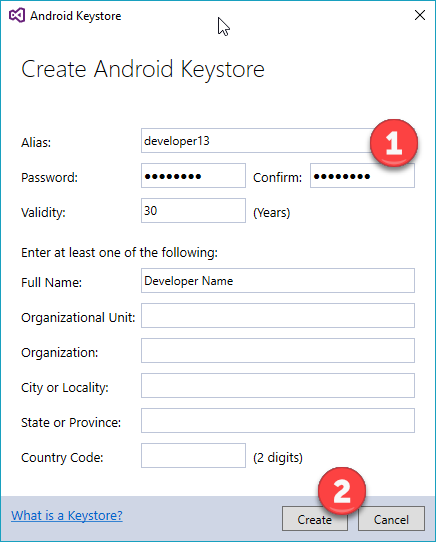 Android Keystore
Create Android Keystore
Alias: developer13 1
Password: ●●●●●●●● Confirm: ●●●●●●●●
Validity: 30 (Years)
Enter at least one of the following:
Full Name: Developer Name
Organizational Unit:
Organization:
City or Locality:
State or Province:
Country Code: (2 digits)
2
What is a Keystore? Create Cancel